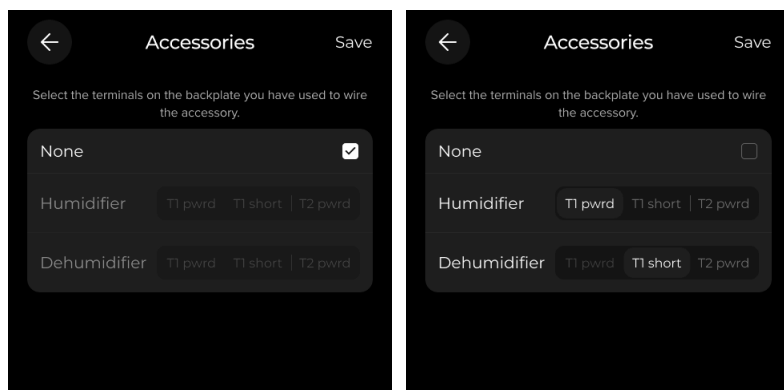 Accessories
Save
Select the terminals on the backplate you have used to wire
the accessory.
None
Humidifier
T1 pwrd T1 short T2 pwrd
Dehumidifier
T1 pwrd T1 short T2 pwrd
Accessories
Save
Select the terminals on the backplate you have used to wire
the accessory.
None
Humidifier
T1 pwrd T1 short T2 pwrd
Dehumidifier
T1 pwrd T1 short T2 pwrd